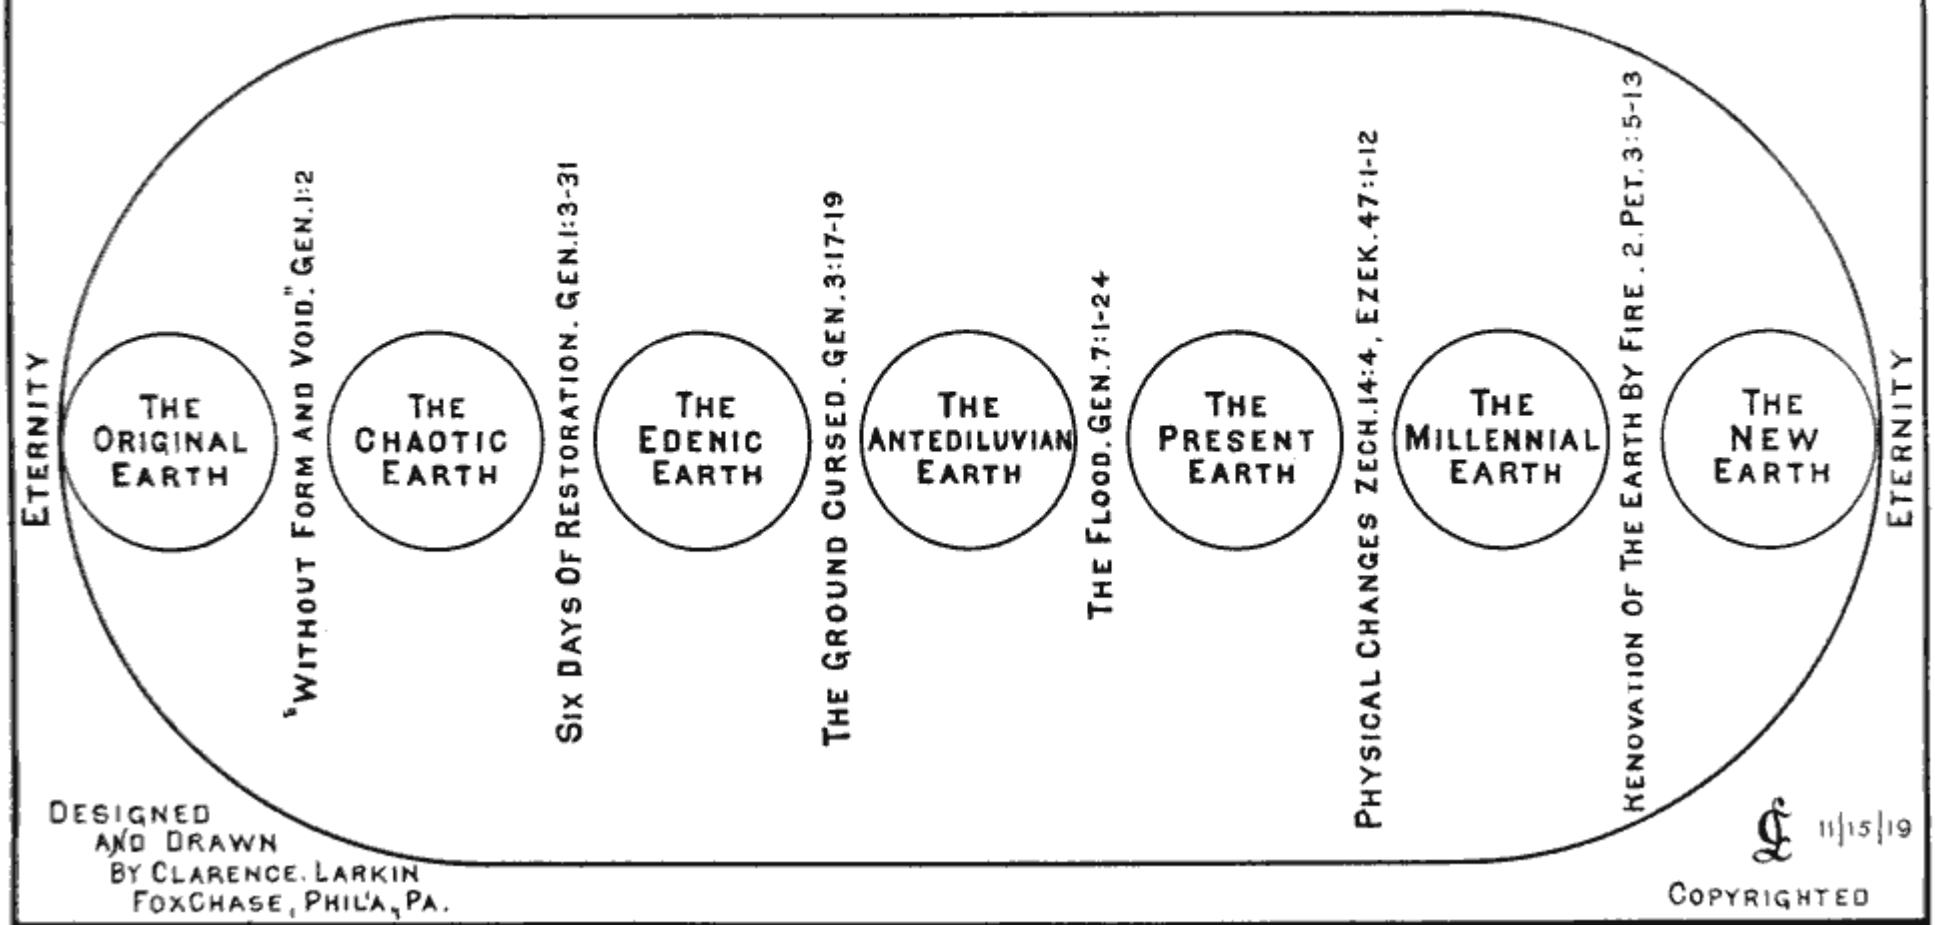 ETERNITY
THE
ORIGINAL
EARTH
"WITHOUT FORM AND VOID." GEN.1:2
THE
CHAOTIC
EARTH
SIX DAYS OF RESTORATION. GEN.1:3-31
THE
EDENIC
EARTH
THE GROUND CURSED. GEN.3:17-19
THE
ANTEDILUVIAN
EARTH
THE FLOOD. GEN.7:1-24
THE
PRESENT
EARTH
PHYSICAL CHANGES ZECH.14:4, EZEK.47:1-12
THE
MILLENNIAL
EARTH
RENOVATION OF THE EARTH BY FIRE. 2.PET.3:5-13
THE
NEW
EARTH
ETERNITY
DESIGNED
AND DRAWN
BY CLARENCE. LARKIN
FOXCHASE, PHIL'A, PA.
11/15/19
COPYRIGHTED